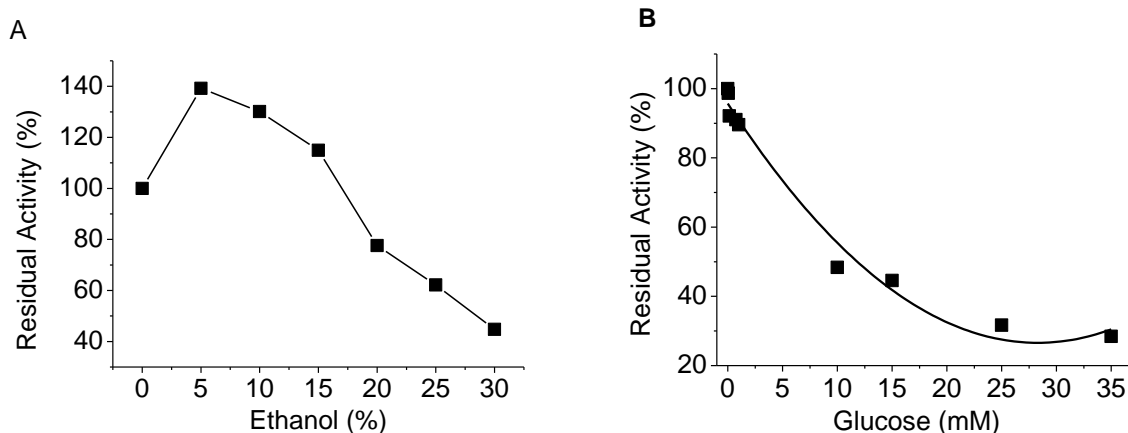 A
Residual Activity (%)
140
120
100
80
60
40
0 5 10 15 20 25 30
Ethanol (%)
B
Residual Activity (%)
100
80
60
40
20
0 5 10 15 20 25 30 35
Glucose (mM)